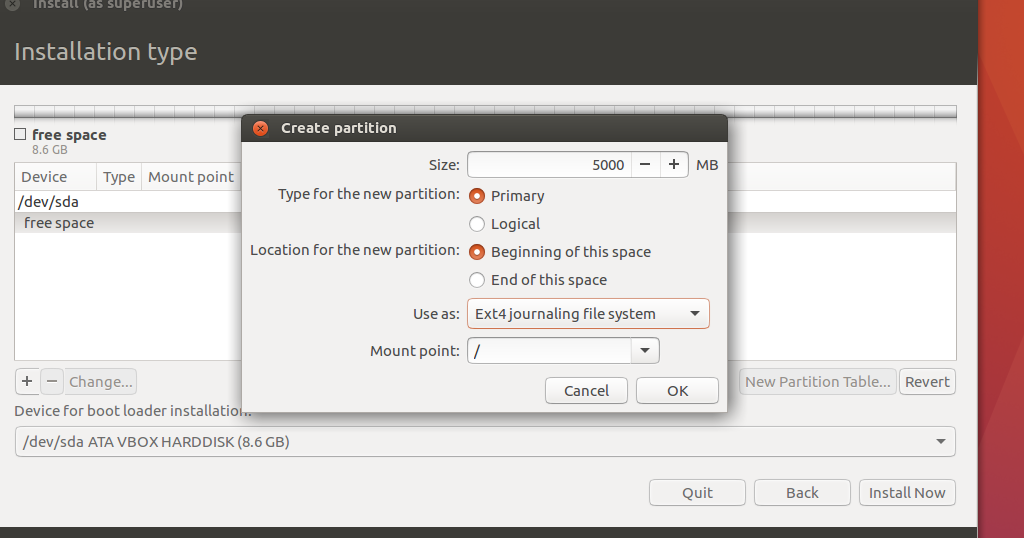 Install (as superuser)
Installation type
free space
8.6 GB
Device Type Mount point
/dev/sda
free space
Create partition
Size: 5000 − + MB
Type for the new partition: Primary
Logical
Location for the new partition: Beginning of this space
End of this space
Use as: Ext4 journaling file system
Mount point: /
Cancel OK
+ − Change... New Partition Table... Revert
Device for boot loader installation:
/dev/sda ATA VBOX HARDDISK (8.6 GB)
Quit Back Install Now